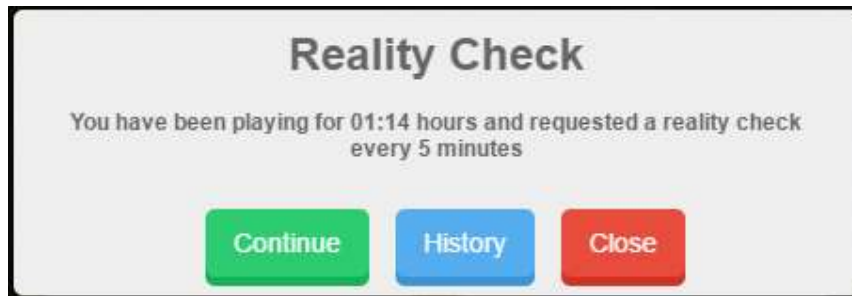 Reality Check
You have been playing for 01:14 hours and requested a reality check
every 5 minutes
Continue
History
Close